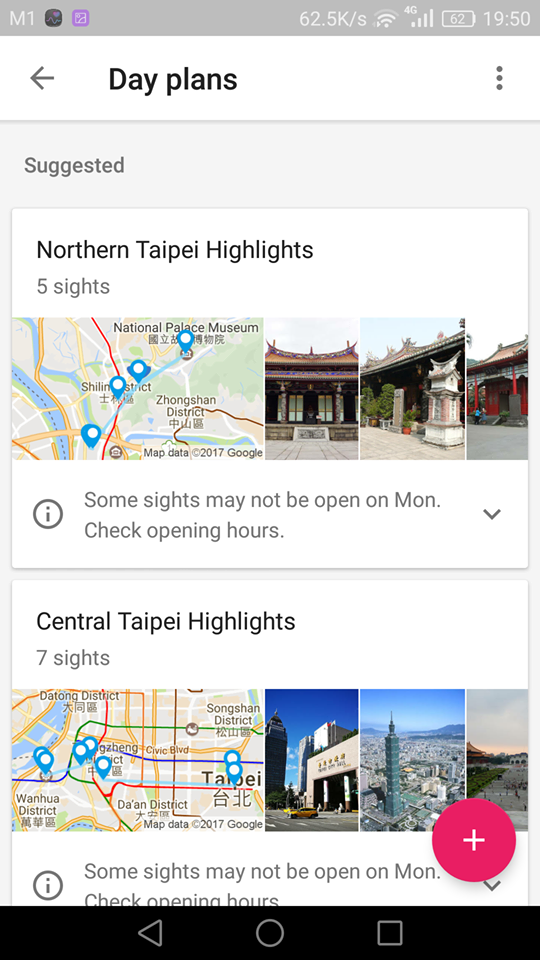 M1 62.5K/s 4G 62 19:50
Day plans
Suggested
Northern Taipei Highlights
5 sights
National Palace Museum
國立故 博物院
Shilin District
士林區
Zhongshan
District
中山區
Map data ©2017 Google
Some sights may not be open on Mon.
Check opening hours.
Central Taipei Highlights
7 sights
Datong District
大同區
Songshan
District
松山區
Civic Blvd
Taipei
台北
Wanhua
District
萬華區
Da'an District
大安區
Map data ©2017 Google
Some sights may not be open on Mon.
Check opening hours